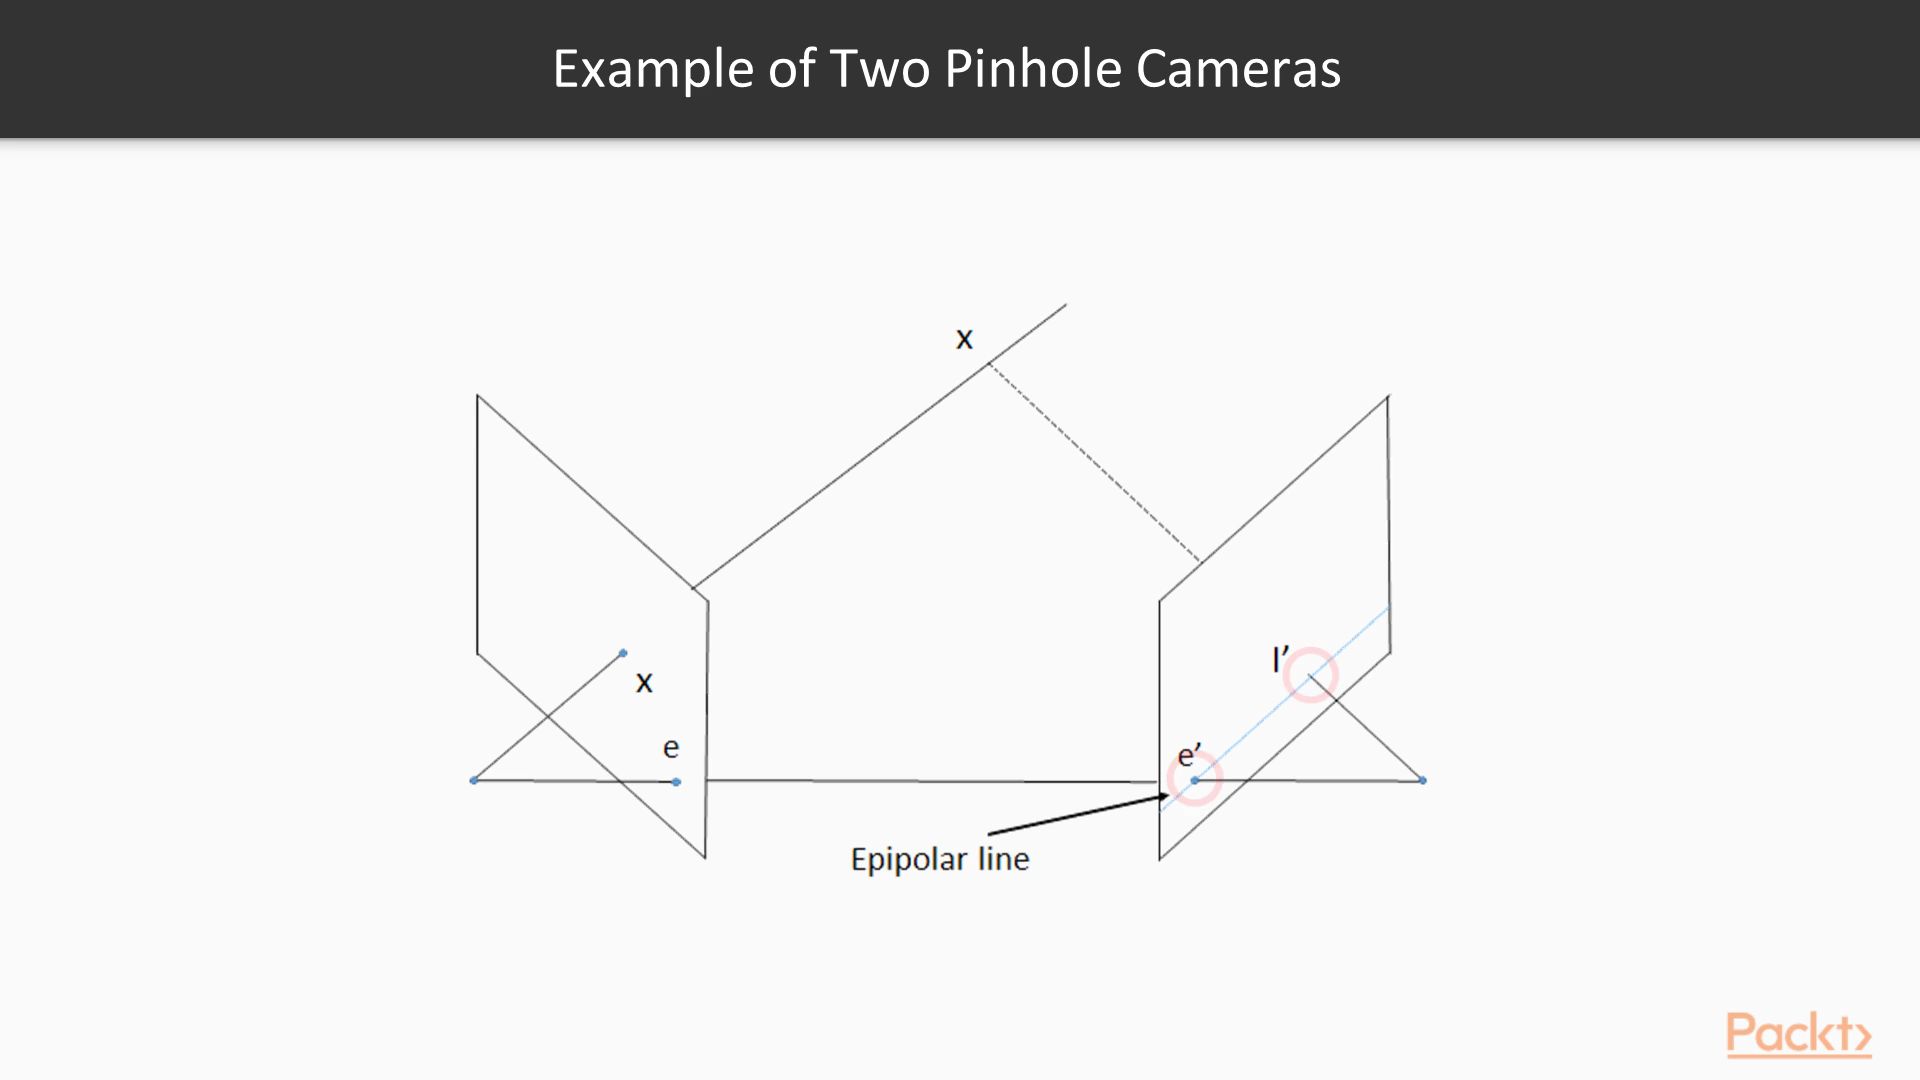 Example of Two Pinhole Cameras
x
l’
x
e
e’
Epipolar line
Packt>